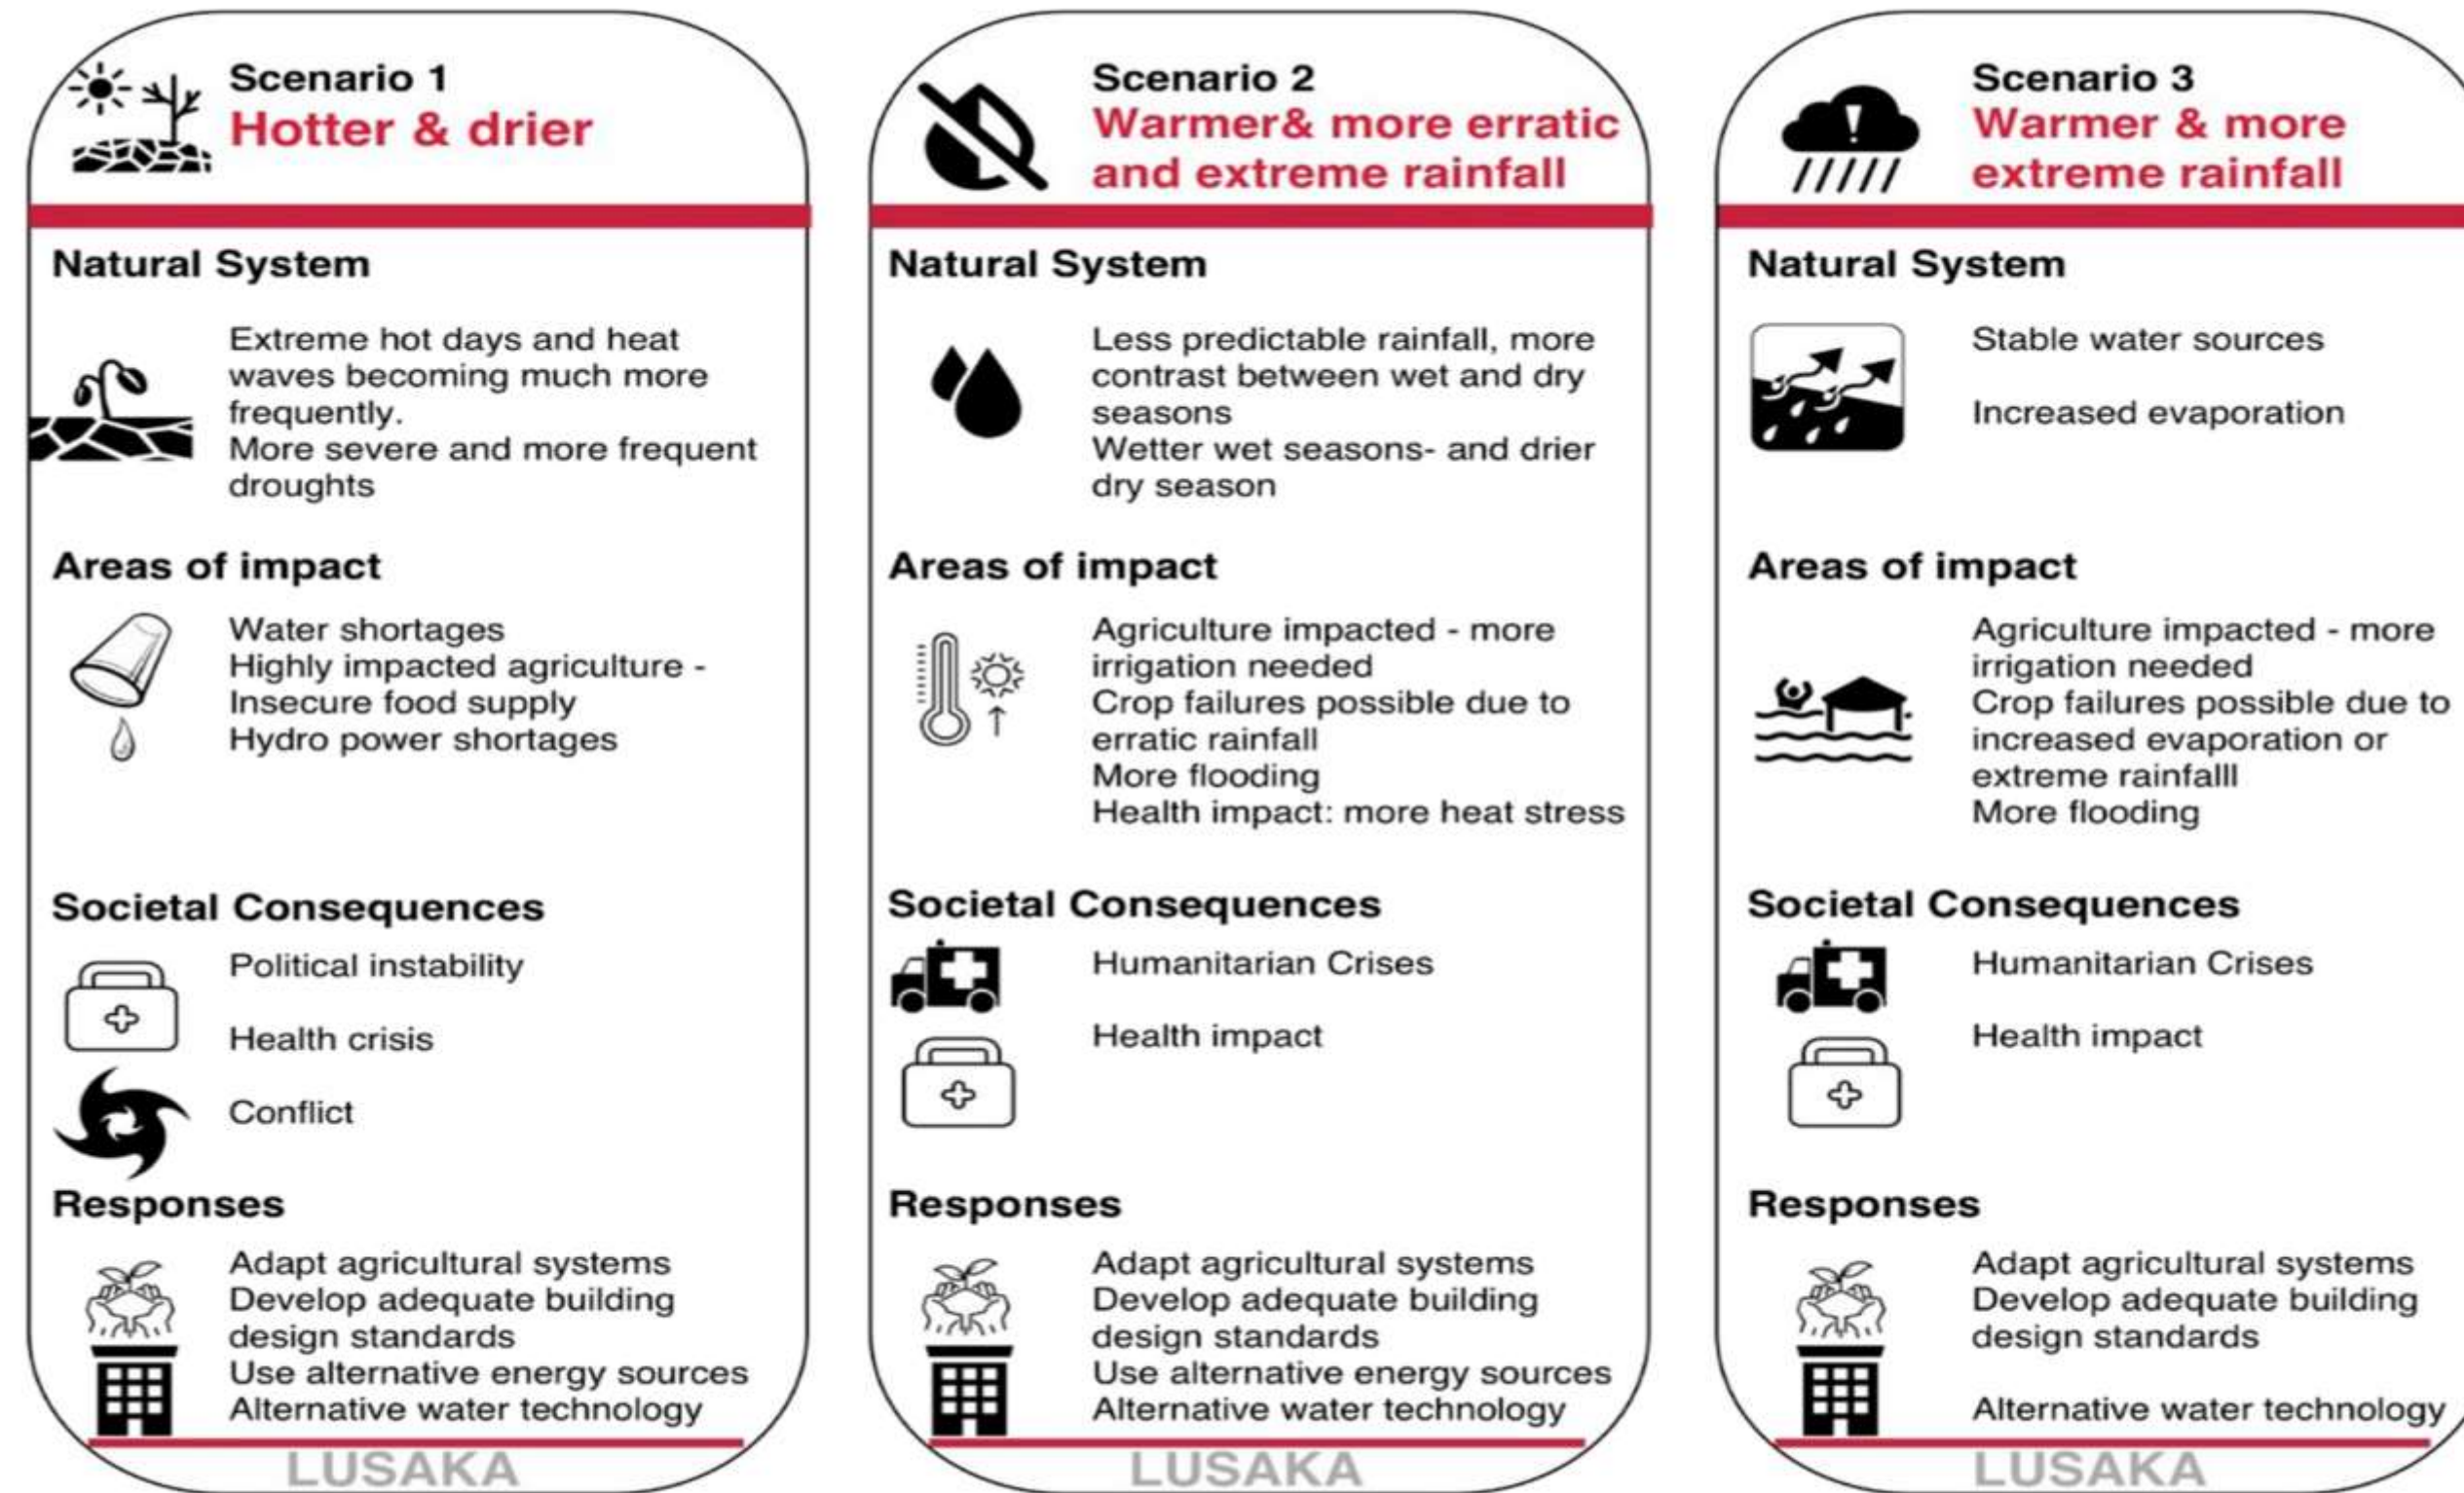 Scenario 1
Hotter & drier
Natural System
Extreme hot days and heat
waves becoming much more
frequently.
More severe and more frequent
droughts
Areas of impact
Water shortages
Highly impacted agriculture -
Insecure food supply
Hydro power shortages
Societal Consequences
Political instability
Health crisis
Conflict
Responses
Adapt agricultural systems
Develop adequate building
design standards
Use alternative energy sources
Alternative water technology
LUSAKA
Scenario 2
Warmer& more erratic
and extreme rainfall
Natural System
Less predictable rainfall, more
contrast between wet and dry
seasons
Wetter wet seasons- and drier
dry season
Areas of impact
Agriculture impacted - more
irrigation needed
Crop failures possible due to
erratic rainfall
More flooding
Health impact: more heat stress
Societal Consequences
Humanitarian Crises
Health impact
Responses
Adapt agricultural systems
Develop adequate building
design standards
Use alternative energy sources
Alternative water technology
LUSAKA
Scenario 3
Warmer & more
extreme rainfall
Natural System
Stable water sources
Increased evaporation
Areas of impact
Agriculture impacted - more
irrigation needed
Crop failures possible due to
increased evaporation or
extreme rainfalll
More flooding
Societal Consequences
Humanitarian Crises
Health impact
Responses
Adapt agricultural systems
Develop adequate building
design standards
Alternative water technology
LUSAKA